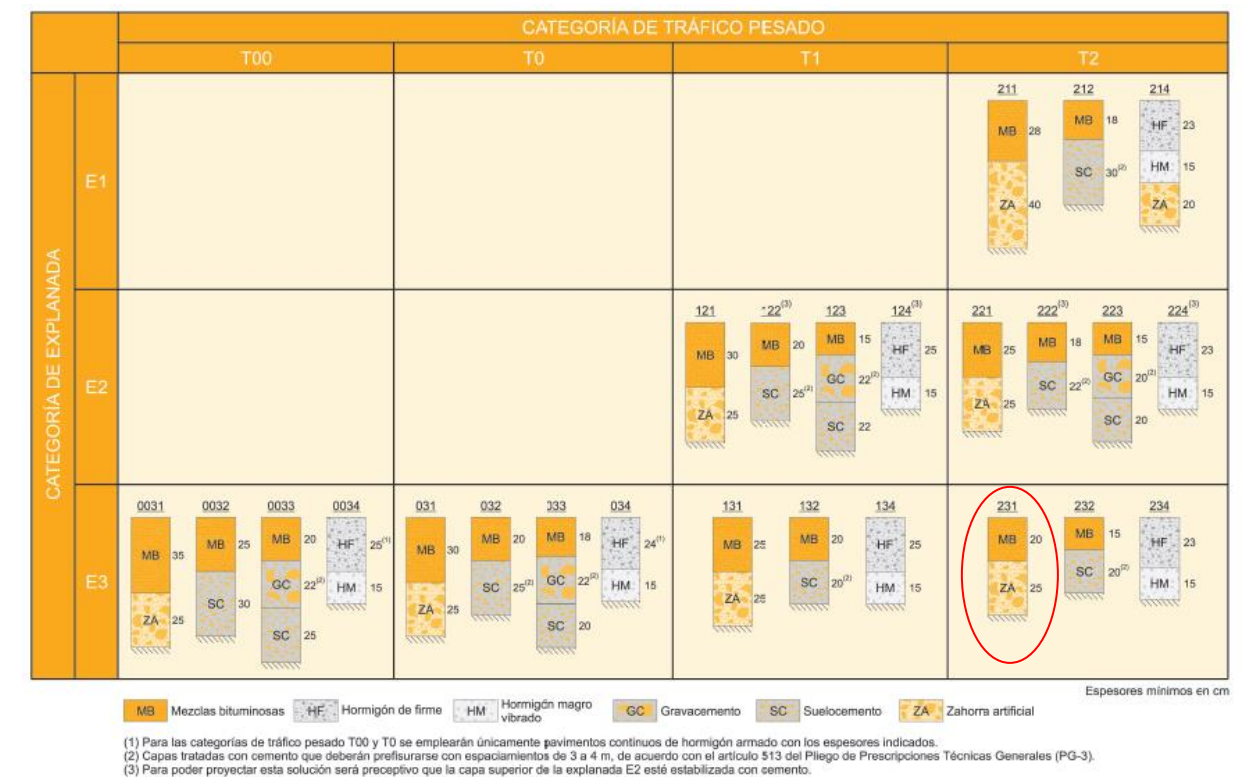 CATEGORÍA DE TRÁFICO PESADO
T00 T0 T1 T2
CATEGORÍA DE EXPLANADA
E1
211 212 214
MB 28 MB 18 HF 23
SC 30(2) HM 15
ZA 40 ZA 20
E2
121 122(3) 123 124(3) 221 222(3) 223 224(3)
MB 30 MB 20 MB 15 HF 25 MB 25 MB 18 MB 15 HF 23
ZA 25 SC 25(2) GC 22(2) HM 15 ZA 25 SC 22(2) GC 20(2) HM 15
SC 22 SC 20
E3
0031 0032 0033 0034 031 032 033 034 131 132 134 231 232 234
MB 35 MB 25 MB 20 HF 25(1) MB 30 MB 20 MB 18 HF 24(1) MB 25 MB 20 HF 25 MB 20 MB 15 HF 23
ZA 25 SC 30 GC 22(2) HM 15 ZA 25 SC 25(2) GC 22(2) HM 15 ZA 25 SC 20(2) HM 15 ZA 25 SC 20(2) HM 15
SC 25 SC 20
Espesores mínimos en cm
MB Mezclas bituminosas HF Hormigón de firme HM Hormigón magro vibrado GC Gravacemento SC Suelocemento ZA Zahorra artificial
(1) Para las categorías de tráfico pesado T00 y T0 se emplearán únicamente pavimentos continuos de hormigón armado con los espesores indicados.
(2) Capas tratadas con cemento que deberán prefisurarse con espaciamientos de 3 a 4 m, de acuerdo con el artículo 513 del Pliego de Prescripciones Técnicas Generales (PG-3).
(3) Para poder proyectar esta solución será preceptivo que la capa superior de la explanada E2 esté estabilizada con cemento.